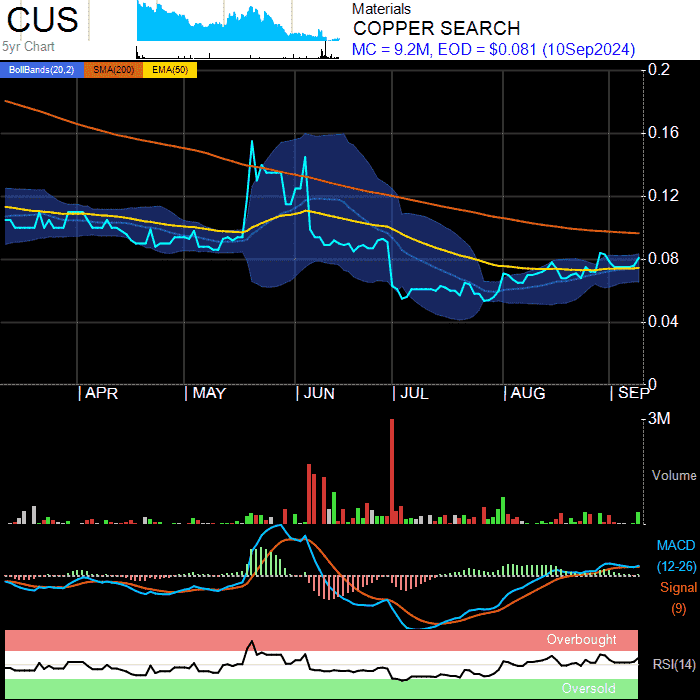 CUS
5yr Chart
Materials
COPPER SEARCH
MC = 9.2M, EOD = $0.081 (10Sep2024)
BollBands(20,2) SMA(200) EMA(50)
0.2
0.16
0.12
0.08
0.04
0
APR MAY JUN JUL AUG SEP
3M
Volume
MACD
(12-26)
Signal
(9)
Overbought
RSI(14)
Oversold